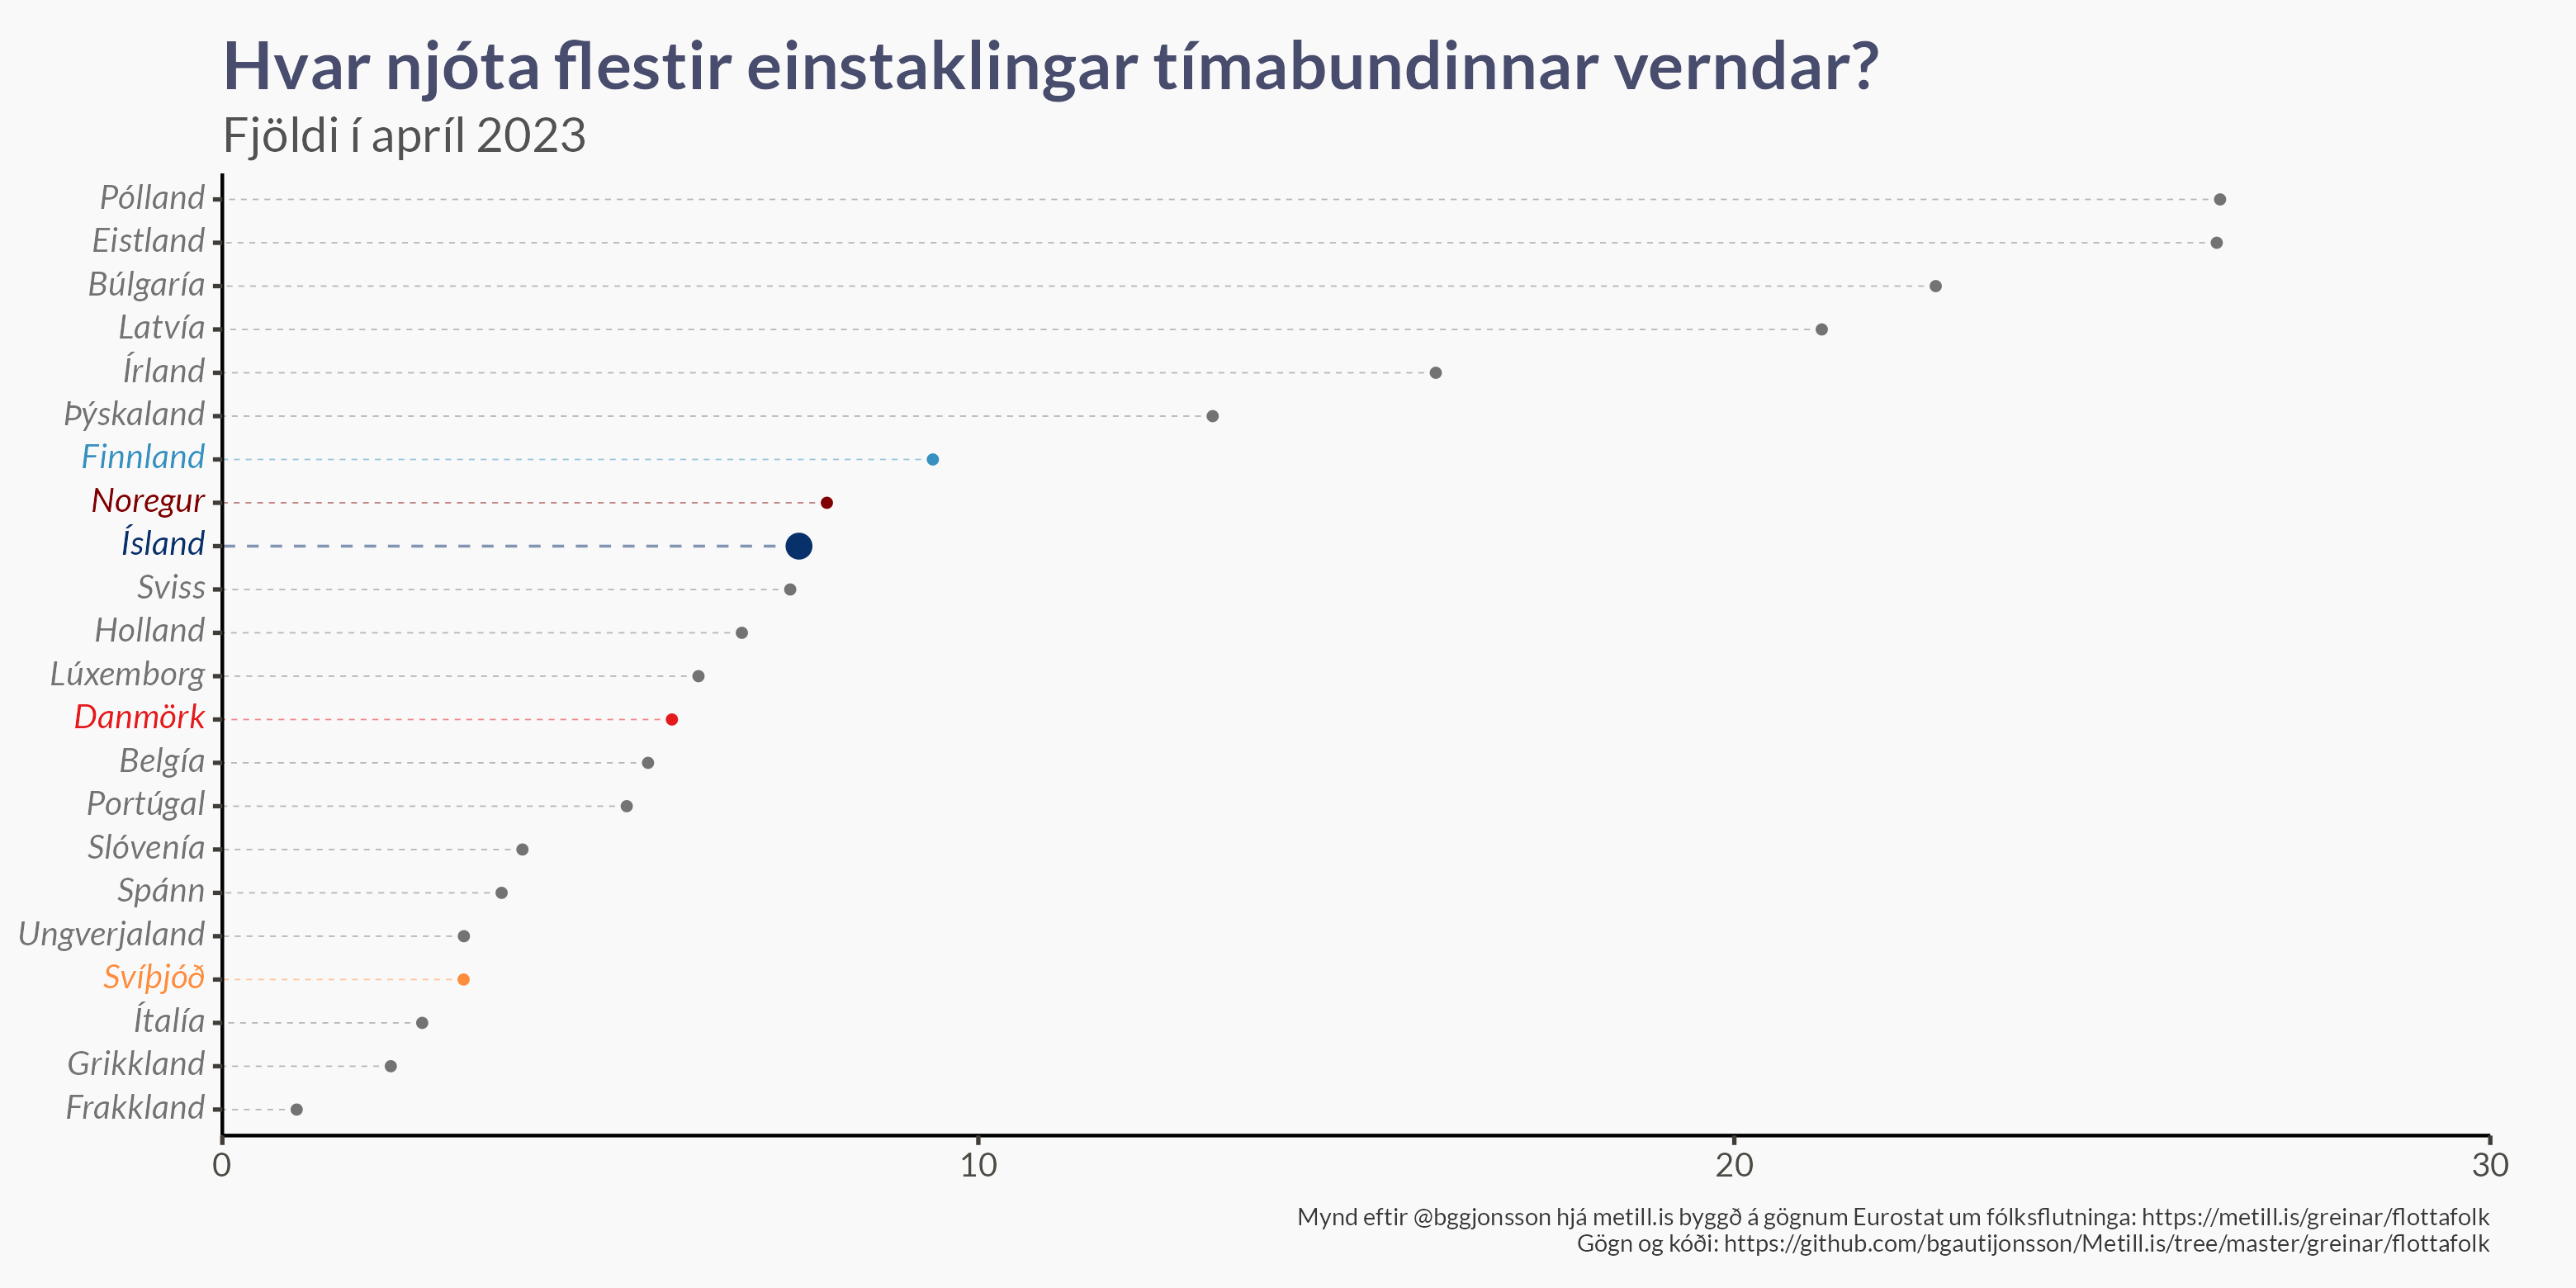 Hvar njóta flestir einstaklingar tímabundinnar verndar?
Fjöldi í apríl 2023
Pólland
Eistland
Búlgaría
Latvía
Írland
Þýskaland
Finnland
Noregur
Ísland
Sviss
Holland
Lúxemborg
Danmörk
Belgía
Portúgal
Slóvenía
Spánn
Ungverjaland
Svíþjóð
Ítalía
Grikkland
Frakkland
0 10 20 30
Mynd eftir @bggjonsson hjá metill.is byggð á gögnum Eurostat um fólksflutninga: https://metill.is/greinar/flottafolk
Gögn og kóði: https://github.com/bgautijonsson/Metill.is/tree/master/greinar/flottafolk